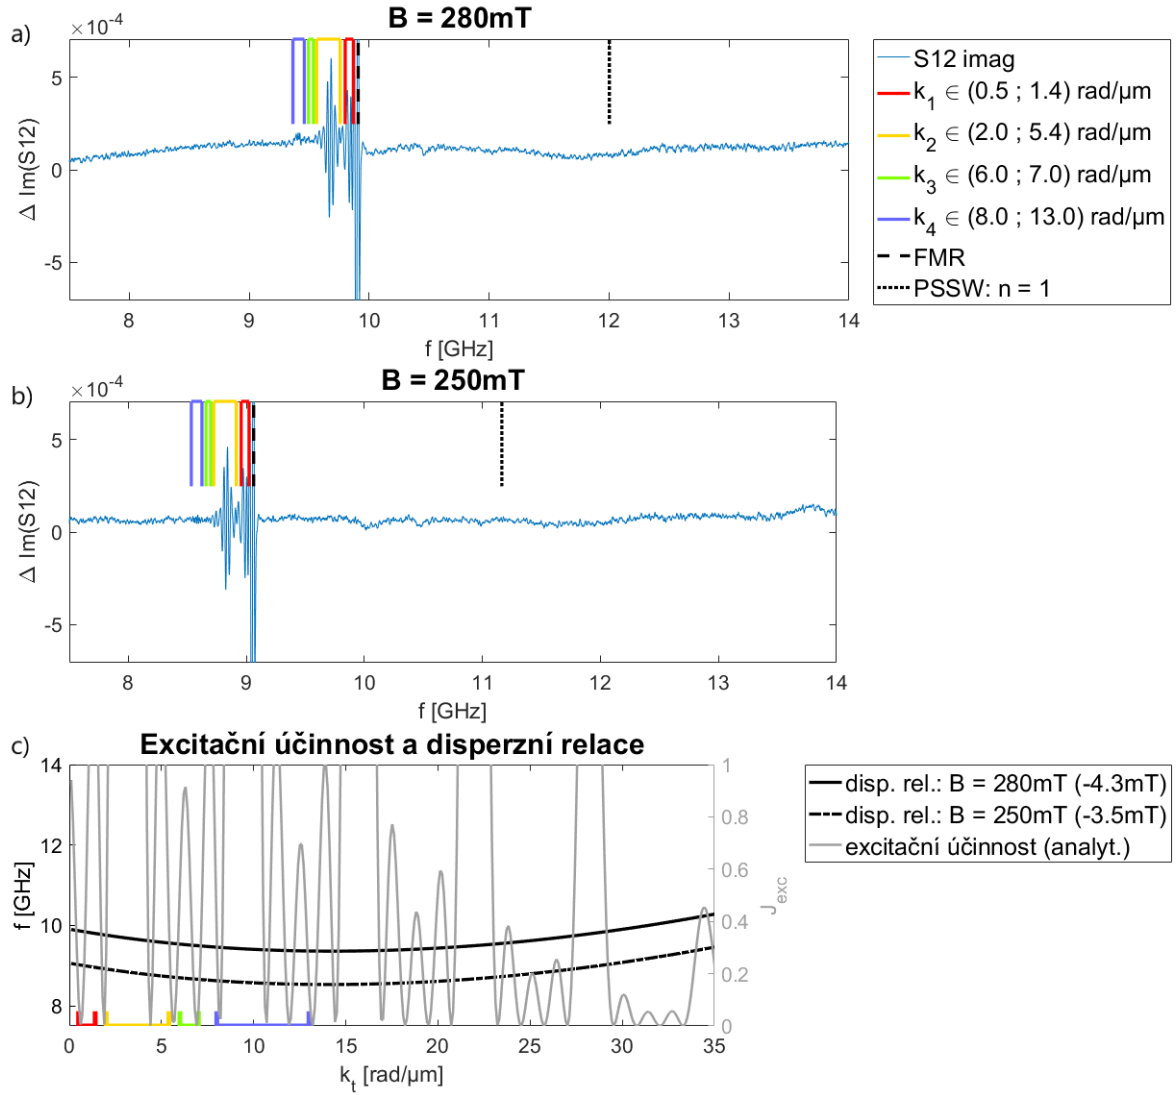 a)
B = 280mT
×10⁻⁴
5
0
-5
Δ Im(S12)
8 9 10 11 12 13 14
f [GHz]
S12 imag
k₁ ∈ (0.5 ; 1.4) rad/µm
k₂ ∈ (2.0 ; 5.4) rad/µm
k₃ ∈ (6.0 ; 7.0) rad/µm
k₄ ∈ (8.0 ; 13.0) rad/µm
FMR
PSSW: n = 1
b)
B = 250mT
×10⁻⁴
5
0
-5
Δ Im(S12)
8 9 10 11 12 13 14
f [GHz]
c)
Excitační účinnost a disperzní relace
14
12
10
8
f [GHz]
1
0.8
0.6
0.4
0.2
0
J_exc
0 5 10 15 20 25 30 35
k_t [rad/µm]
disp. rel.: B = 280mT (-4.3mT)
disp. rel.: B = 250mT (-3.5mT)
excitační účinnost (analyt.)